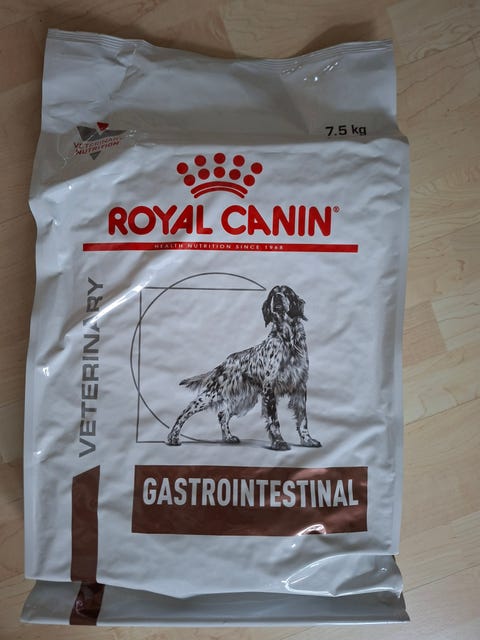 VETERINARY
NUTRITION
7.5 kg
ROYAL CANIN®
HEALTH NUTRITION SINCE 1968
VETERINARY
GASTROINTESTINAL